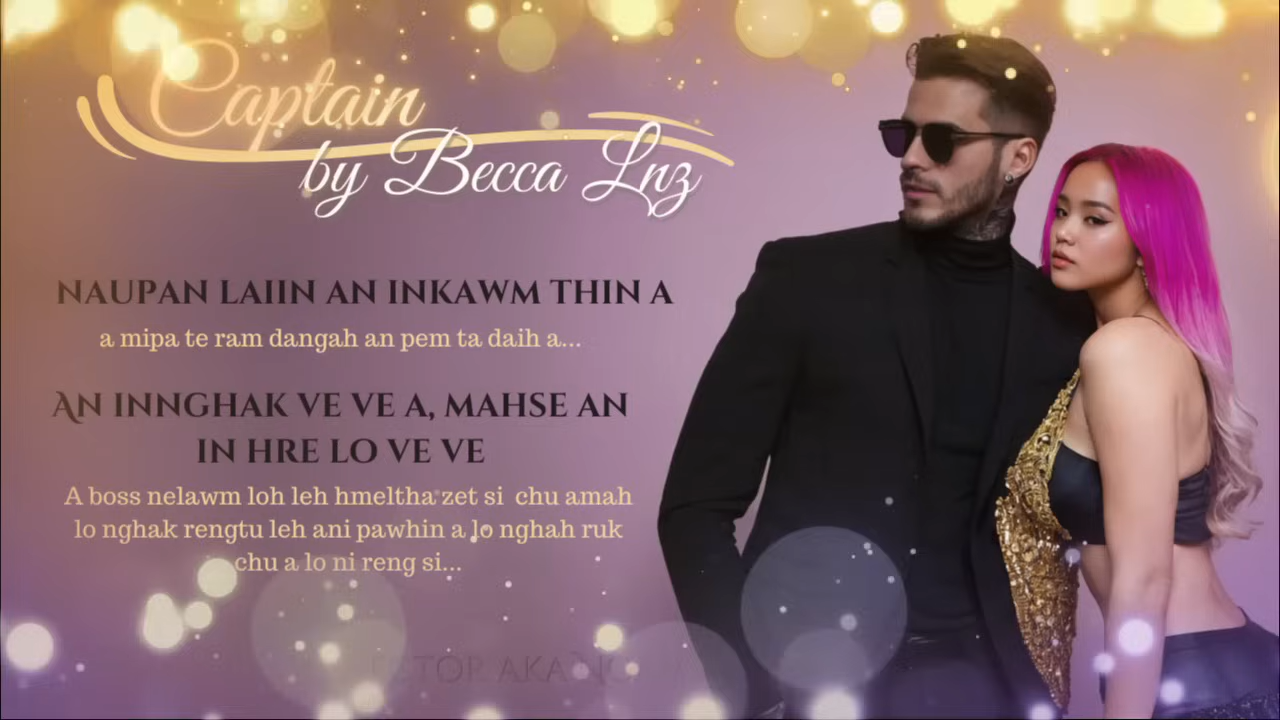 Captain
by Becca Lnz
NAUPAN LAIIN AN INKAWM THIN A
a mipa te ram dangah an pem ta daih a...
AN INNGHAK VE VE A, MAHSE AN
IN HRE LO VE VE
A boss nelawm loh leh hmeltha zet si chu amah
lo nghak rengtu leh ani pawhin a lo nghah ruk
chu a lo ni reng si...